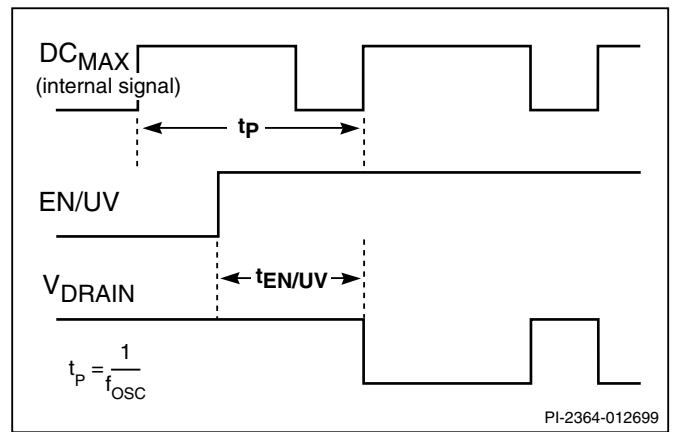 DCMAX
(internal signal)
tP
EN/UV
tEN/UV
VDRAIN
tP = 1/fOSC
PI-2364-012699